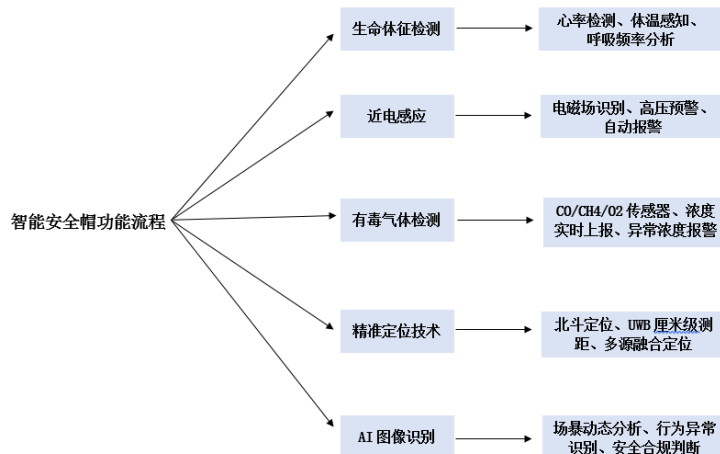 智能安全帽功能流程
生命体征检测
心率检测、体温感知、
呼吸频率分析
近电感应
电磁场识别、高压预警、
自动报警
有毒气体检测
CO/CH4/O2 传感器、浓度
实时上报、异常浓度报警
精准定位技术
北斗定位、UWB 厘米级测
距、多源融合定位
AI 图像识别
场暴动态分析、行为异常
识别、安全合规判断